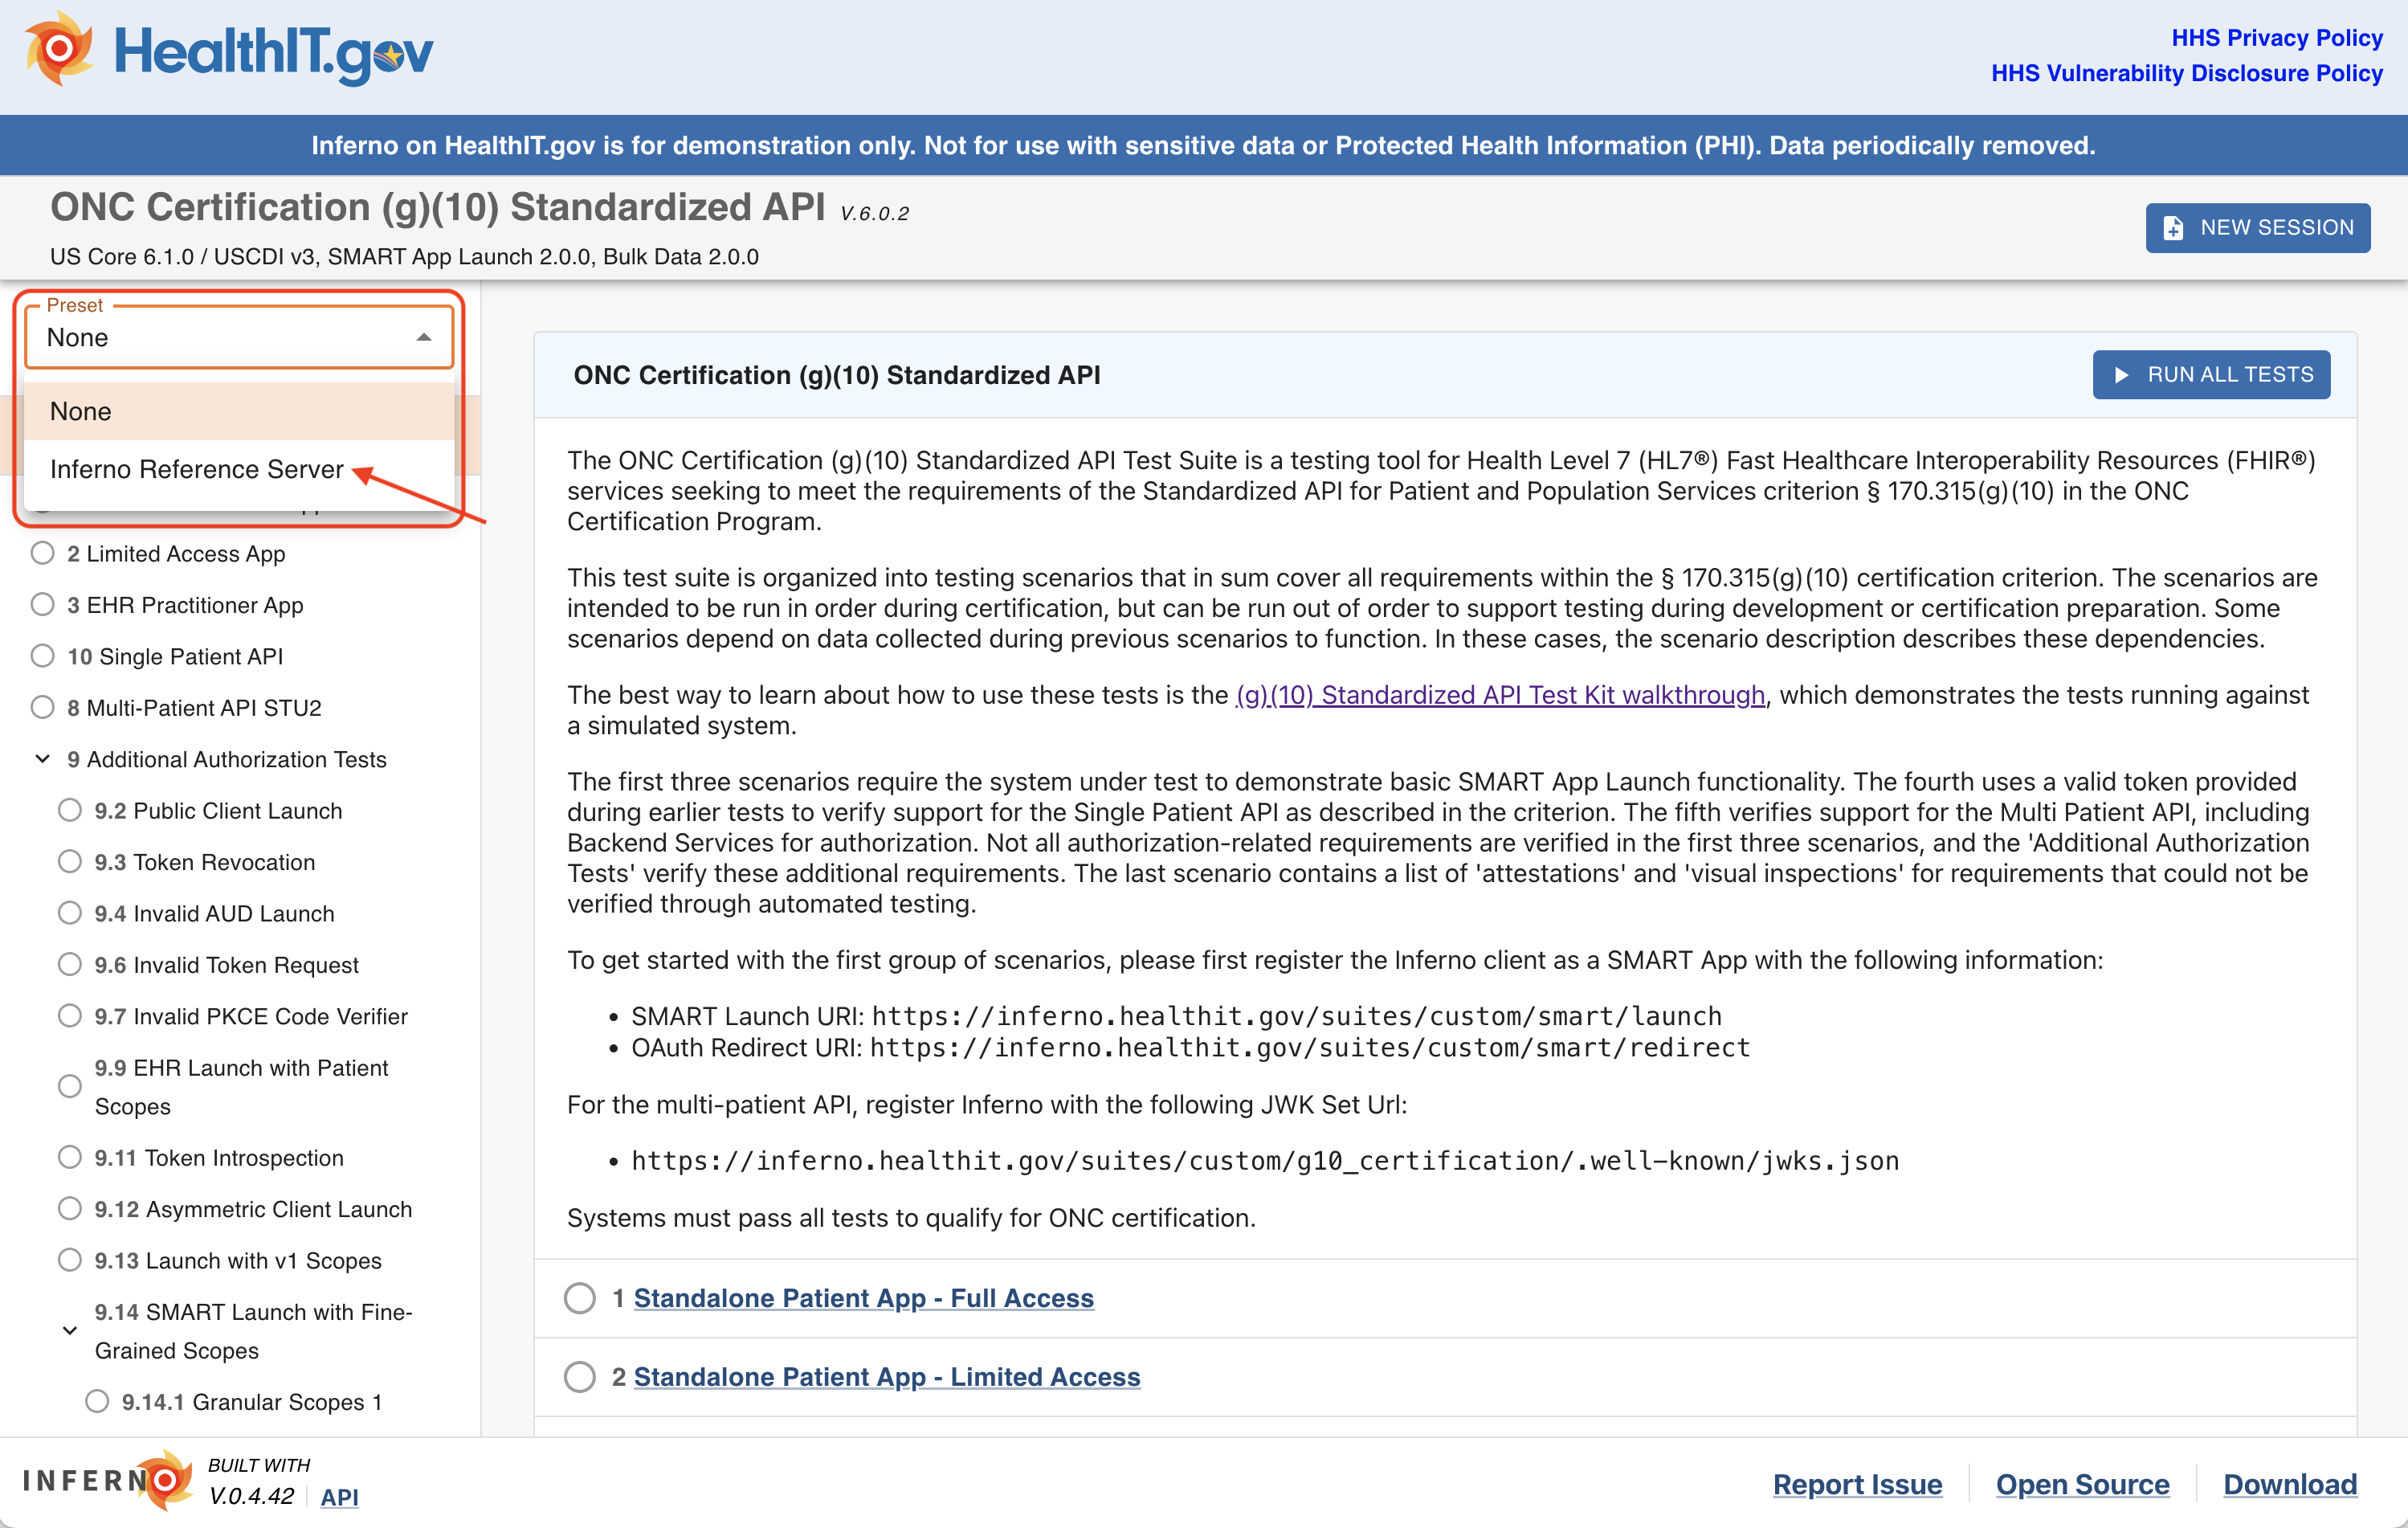 HealthIT.gov
HHS Privacy Policy
HHS Vulnerability Disclosure Policy
Inferno on HealthIT.gov is for demonstration only. Not for use with sensitive data or Protected Health Information (PHI). Data periodically removed.
ONC Certification (g)(10) Standardized API V.6.0.2
US Core 6.1.0 / USCDI v3, SMART App Launch 2.0.0, Bulk Data 2.0.0
NEW SESSION
Preset
None
None
Inferno Reference Server
2 Limited Access App
3 EHR Practitioner App
10 Single Patient API
8 Multi-Patient API STU2
9 Additional Authorization Tests
9.2 Public Client Launch
9.3 Token Revocation
9.4 Invalid AUD Launch
9.6 Invalid Token Request
9.7 Invalid PKCE Code Verifier
9.9 EHR Launch with Patient
Scopes
9.11 Token Introspection
9.12 Asymmetric Client Launch
9.13 Launch with v1 Scopes
9.14 SMART Launch with Fine-
Grained Scopes
9.14.1 Granular Scopes 1
ONC Certification (g)(10) Standardized API
RUN ALL TESTS
The ONC Certification (g)(10) Standardized API Test Suite is a testing tool for Health Level 7 (HL7®) Fast Healthcare Interoperability Resources (FHIR®)
services seeking to meet the requirements of the Standardized API for Patient and Population Services criterion § 170.315(g)(10) in the ONC
Certification Program.
This test suite is organized into testing scenarios that in sum cover all requirements within the § 170.315(g)(10) certification criterion. The scenarios are
intended to be run in order during certification, but can be run out of order to support testing during development or certification preparation. Some
scenarios depend on data collected during previous scenarios to function. In these cases, the scenario description describes these dependencies.
The best way to learn about how to use these tests is the (g)(10) Standardized API Test Kit walkthrough, which demonstrates the tests running against
a simulated system.
The first three scenarios require the system under test to demonstrate basic SMART App Launch functionality. The fourth uses a valid token provided
during earlier tests to verify support for the Single Patient API as described in the criterion. The fifth verifies support for the Multi Patient API, including
Backend Services for authorization. Not all authorization-related requirements are verified in the first three scenarios, and the 'Additional Authorization
Tests' verify these additional requirements. The last scenario contains a list of 'attestations' and 'visual inspections' for requirements that could not be
verified through automated testing.
To get started with the first group of scenarios, please first register the Inferno client as a SMART App with the following information:
• SMART Launch URI: https://inferno.healthit.gov/suites/custom/smart/launch
• OAuth Redirect URI: https://inferno.healthit.gov/suites/custom/smart/redirect
For the multi-patient API, register Inferno with the following JWK Set Url:
• https://inferno.healthit.gov/suites/custom/g10_certification/.well-known/jwks.json
Systems must pass all tests to qualify for ONC certification.
1 Standalone Patient App - Full Access
2 Standalone Patient App - Limited Access
INFERNO
BUILT WITH
V.0.4.42
API
Report Issue
Open Source
Download